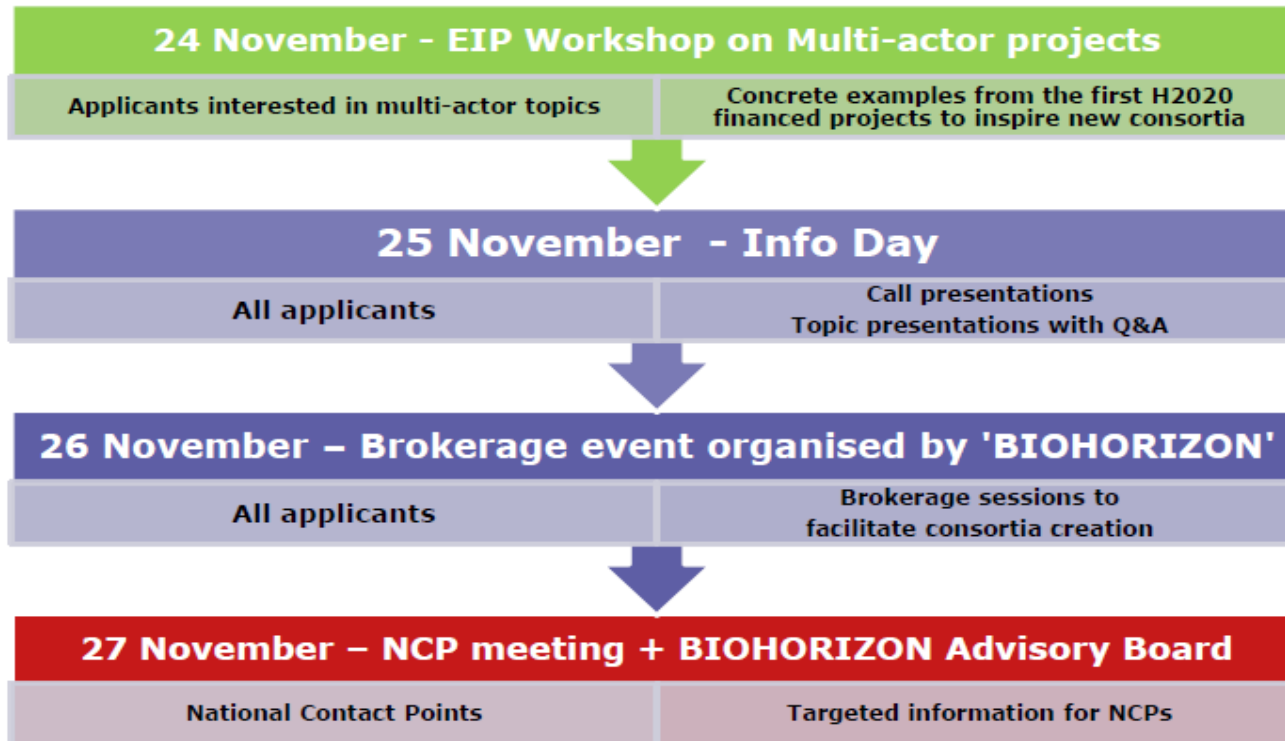 24 November - EIP Workshop on Multi-actor projects
Applicants interested in multi-actor topics
Concrete examples from the first H2020
financed projects to inspire new consortia
25 November - Info Day
All applicants
Call presentations
Topic presentations with Q&A
26 November – Brokerage event organised by 'BIOHORIZON'
All applicants
Brokerage sessions to
facilitate consortia creation
27 November – NCP meeting + BIOHORIZON Advisory Board
National Contact Points
Targeted information for NCPs